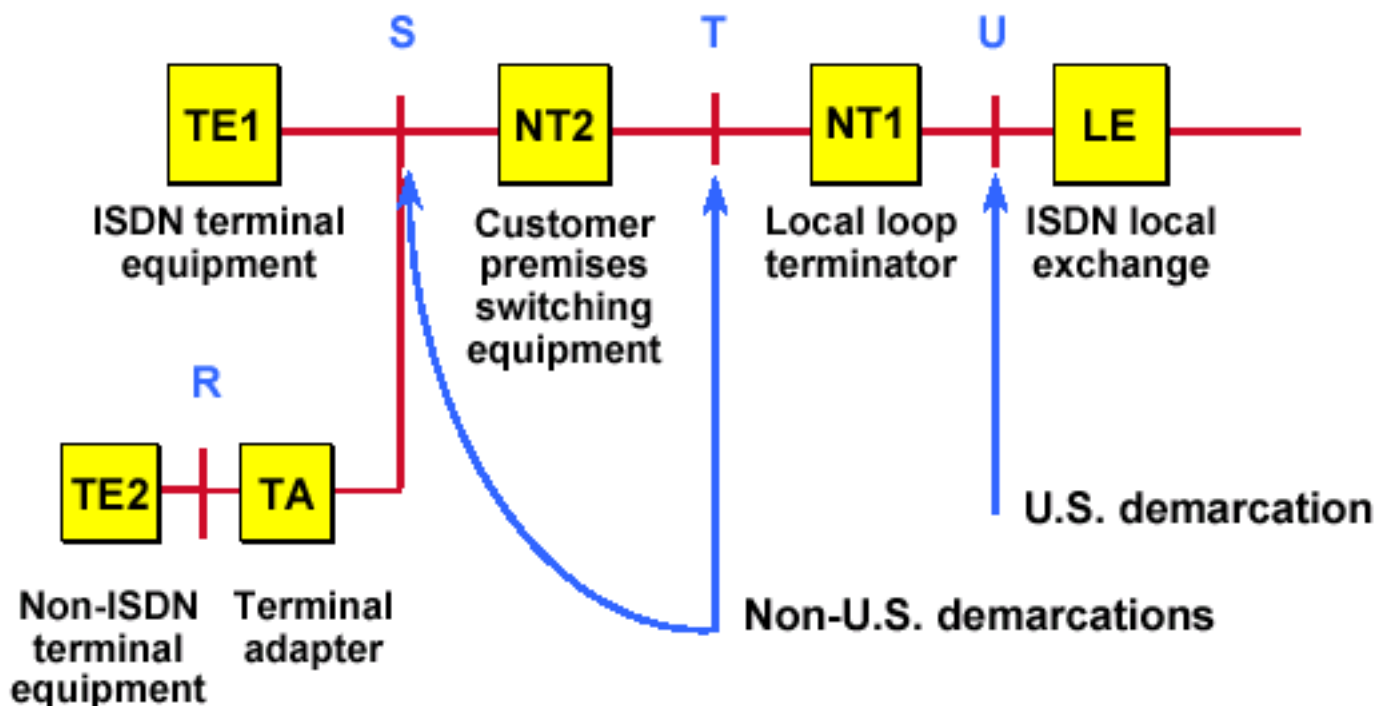 S
T
U
TE1
NT2
NT1
LE
ISDN terminal
equipment
Customer
premises
switching
equipment
Local loop
terminator
ISDN local
exchange
R
TE2
TA
Non-ISDN
terminal
equipment
Terminal
adapter
U.S. demarcation
Non-U.S. demarcations